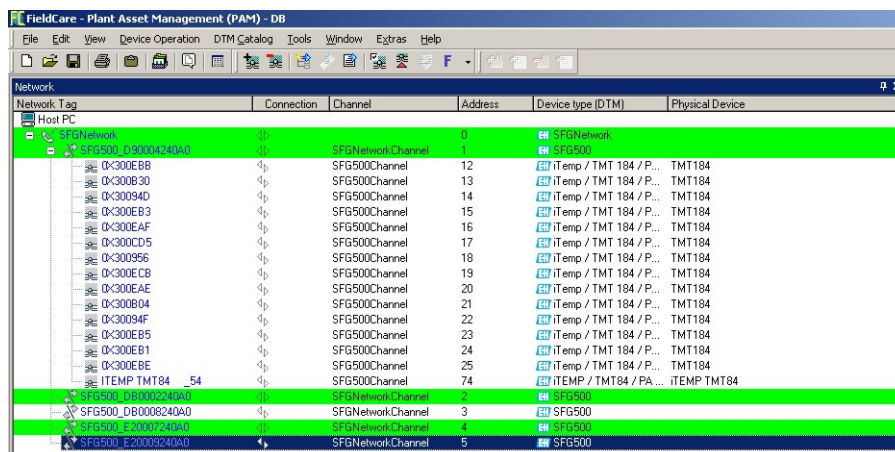 FieldCare - Plant Asset Management (PAM) - DB
File Edit View Device Operation DTM Catalog Tools Window Extras Help
F
Network
Network Tag Connection Channel Address Device type (DTM) Physical Device
Host PC
SFGNetwork 0 SFGNetwork
SFG500_D90004240A0 SFGNetworkChannel 1 SFG500
0X300EBB SFG500Channel 12 iTemp / TMT 184 / P... TMT184
0X300B30 SFG500Channel 13 iTemp / TMT 184 / P... TMT184
0X30094D SFG500Channel 14 iTemp / TMT 184 / P... TMT184
0X300EB3 SFG500Channel 15 iTemp / TMT 184 / P... TMT184
0X300EAF SFG500Channel 16 iTemp / TMT 184 / P... TMT184
0X300CD5 SFG500Channel 17 iTemp / TMT 184 / P... TMT184
0X300956 SFG500Channel 18 iTemp / TMT 184 / P... TMT184
0X300ECB SFG500Channel 19 iTemp / TMT 184 / P... TMT184
0X300EAE SFG500Channel 20 iTemp / TMT 184 / P... TMT184
0X300B04 SFG500Channel 21 iTemp / TMT 184 / P... TMT184
0X30094F SFG500Channel 22 iTemp / TMT 184 / P... TMT184
0X300EB5 SFG500Channel 23 iTemp / TMT 184 / P... TMT184
0X300EB1 SFG500Channel 24 iTemp / TMT 184 / P... TMT184
0X300EBE SFG500Channel 25 iTemp / TMT 184 / P... TMT184
ITEMP TMT84 _54 SFG500Channel 74 iTEMP / TMT84 / PA ... iTEMP TMT84
SFG500_DB0002240A0 SFGNetworkChannel 2 SFG500
SFG500_DB0008240A0 SFGNetworkChannel 3 SFG500
SFG500_E20007240A0 SFGNetworkChannel 4 SFG500
SFG500_E20009240A0 SFGNetworkChannel 5 SFG500